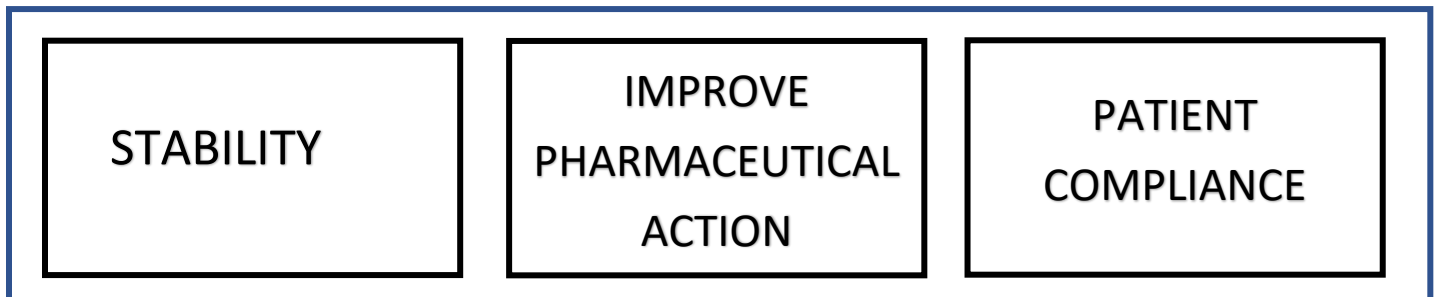 STABILITY
IMPROVE
PHARMACEUTICAL
ACTION
PATIENT
COMPLIANCE